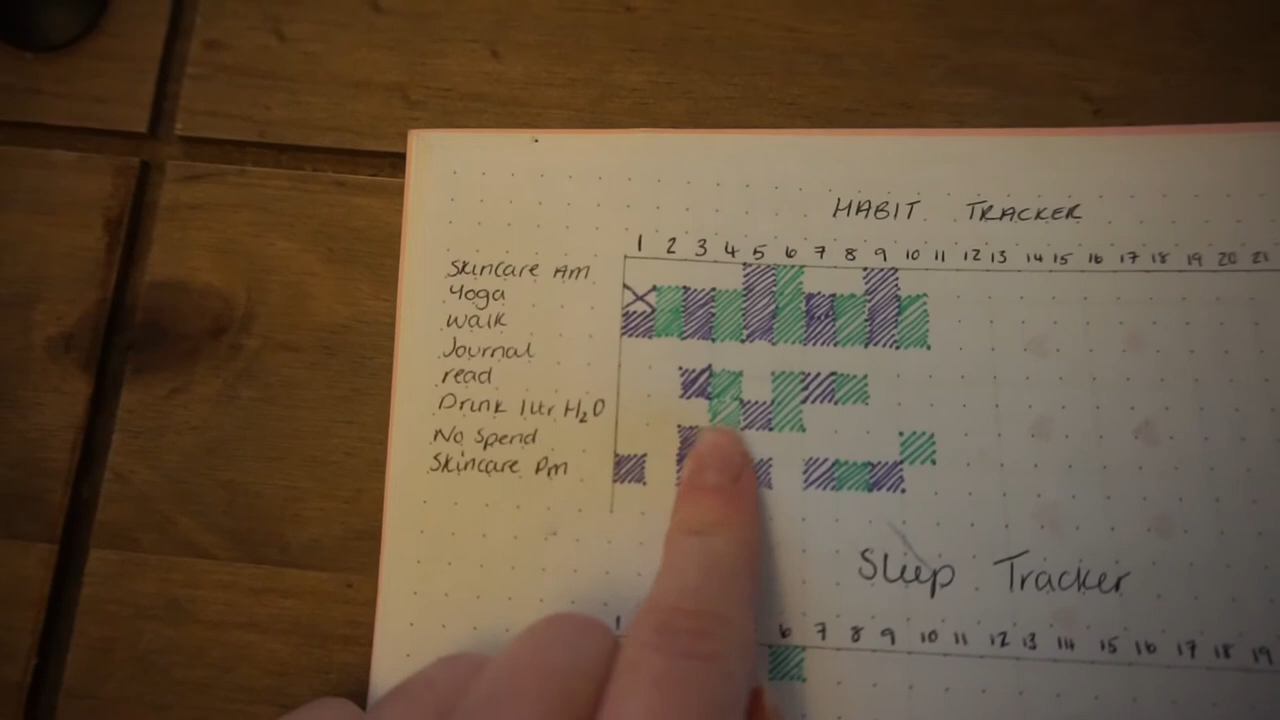 HABIT TRACKER
1 2 3 4 5 6 7 8 9 10 11 12 13 14 15 16 17 18 19 20 21
Skincare Am
Yoga
Walk
Journal
read
Drink 1 ltr H₂O
No Spend
Skincare Pm
Sleep Tracker
1 6 7 8 9 10 11 12 13 14 15 16 17 18 19